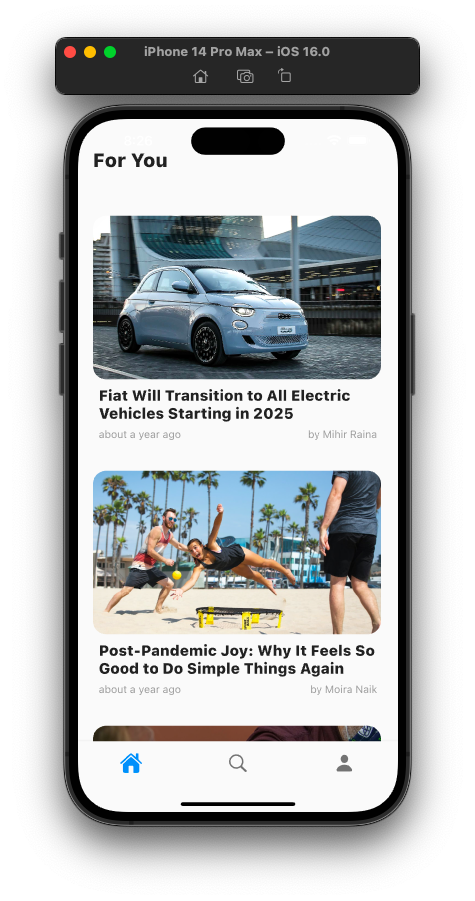 iPhone 14 Pro Max – iOS 16.0
For You
Fiat Will Transition to All Electric
Vehicles Starting in 2025
about a year ago
by Mihir Raina
Post-Pandemic Joy: Why It Feels So
Good to Do Simple Things Again
about a year ago
by Moira Naik